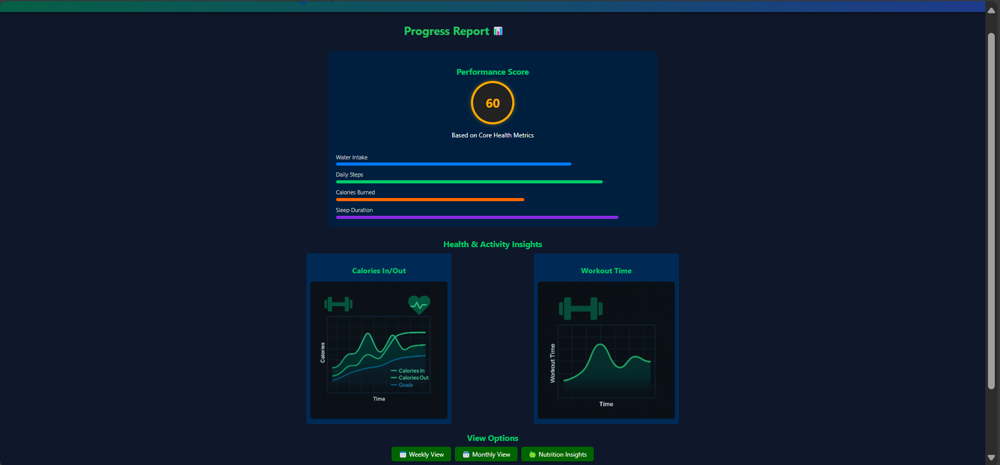 Progress Report
Performance Score
60
Based on Core Health Metrics
Water Intake
Daily Steps
Calories Burned
Sleep Duration
Health & Activity Insights
Calories In/Out
Calories
Calories In
Calories Out
Goals
Time
Workout Time
Workout Time
Time
View Options
Weekly View
Monthly View
Nutrition Insights